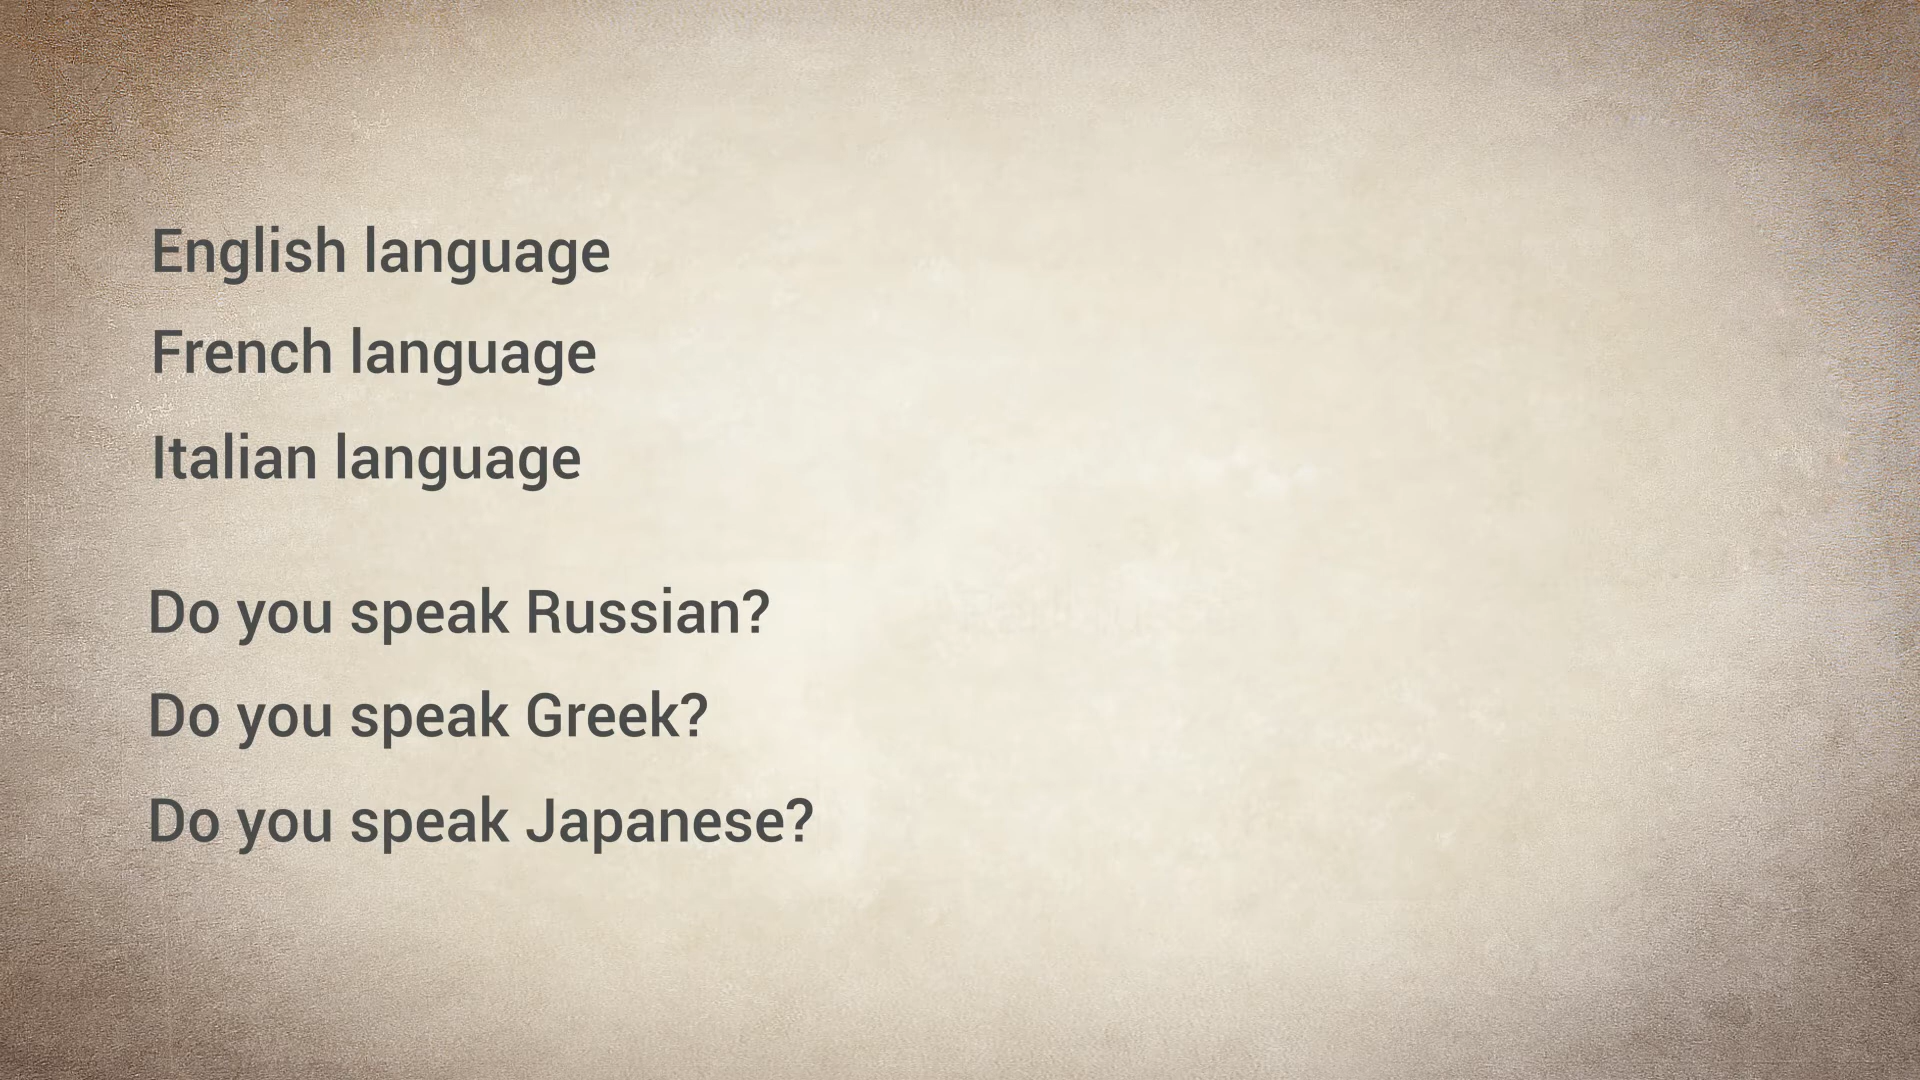 English language
French language
Italian language
Do you speak Russian?
Do you speak Greek?
Do you speak Japanese?